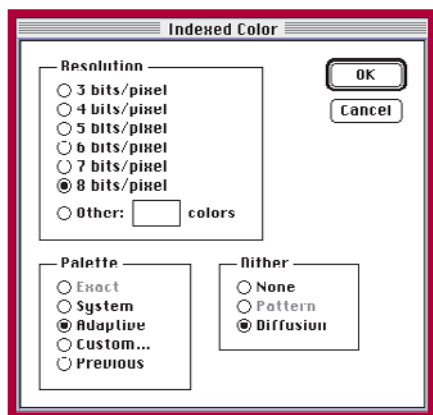 Indexed Color
Resolution
3 bits/pixel
4 bits/pixel
5 bits/pixel
6 bits/pixel
7 bits/pixel
8 bits/pixel
Other: colors
OK
Cancel
Palette
Exact
System
Adaptive
Custom...
Previous
Dither
None
Pattern
Diffusion